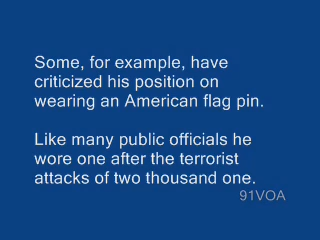 Some, for example, have
criticized his position on
wearing an American flag pin.
Like many public officials he
wore one after the terrorist
attacks of two thousand one.
91VOA